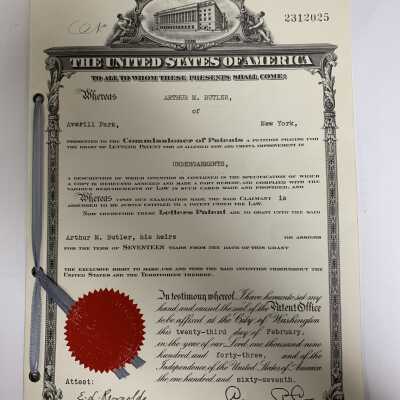 2312025
THE UNITED STATES OF AMERICA
TO ALL TO WHOM THESE PRESENTS SHALL COME:
Whereas ARTHUR M. BUTLER,
of
Averill Park, New York,
PRESENTED TO THE Commissioner of Patents A PETITION PRAYING FOR
THE GRANT OF LETTERS PATENT FOR AN ALLEGED NEW AND USEFUL IMPROVEMENT IN
UNDERGARMENTS,
A DESCRIPTION OF WHICH INVENTION IS CONTAINED IN THE SPECIFICATION OF WHICH
A COPY IS HEREUNTO ANNEXED AND MADE A PART HEREOF, AND COMPLIED WITH THE
VARIOUS REQUIREMENTS OF LAW IN SUCH CASES MADE AND PROVIDED, AND
Whereas UPON DUE EXAMINATION MADE THE SAID CLAIMANT is
ADJUDGED TO BE JUSTLY ENTITLED TO A PATENT UNDER THE LAW.
NOW THEREFORE THESE Letters Patent ARE TO GRANT UNTO THE SAID
Arthur M. Butler, his heirs OR ASSIGNS
FOR THE TERM OF SEVENTEEN YEARS FROM THE DATE OF THIS GRANT
THE EXCLUSIVE RIGHT TO MAKE USE AND VEND THE SAID INVENTION THROUGHOUT THE
UNITED STATES AND THE TERRITORIES THEREOF.
In testimony whereof, I have hereunto set my
hand and caused the seal of the Patent Office
to be affixed at the City of Washington
this twenty-third day of February,
in the year of our Lord one thousand nine
hundred and forty-three, and of the
Independence of the United States of America
the one hundred and sixty-seventh.
Attest: